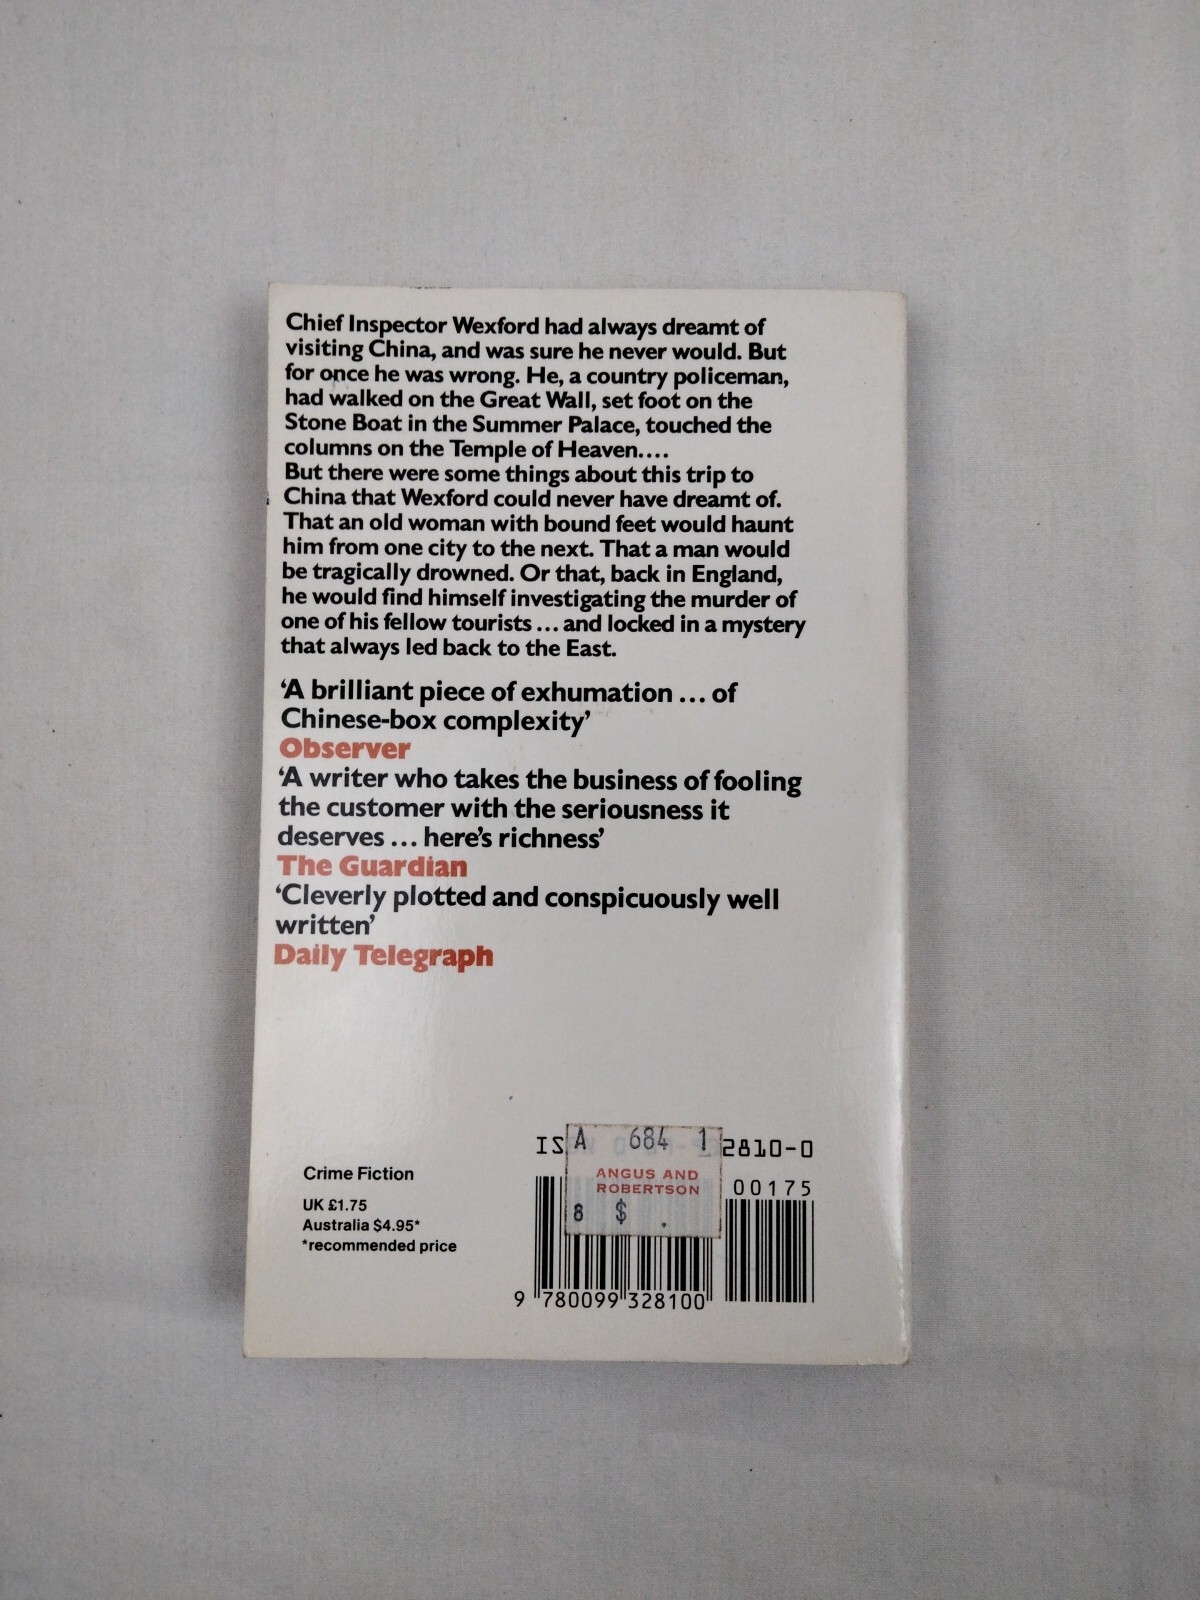 Chief Inspector Wexford had always dreamt of
visiting China, and was sure he never would. But
for once he was wrong. He, a country policeman,
had walked on the Great Wall, set foot on the
Stone Boat in the Summer Palace, touched the
columns on the Temple of Heaven....
But there were some things about this trip to
China that Wexford could never have dreamt of.
That an old woman with bound feet would haunt
him from one city to the next. That a man would
be tragically drowned. Or that, back in England,
he would find himself investigating the murder of
one of his fellow tourists ... and locked in a mystery
that always led back to the East.
‘A brilliant piece of exhumation ... of
Chinese-box complexity’
Observer
‘A writer who takes the business of fooling
the customer with the seriousness it
deserves ... here's richness’
The Guardian
‘Cleverly plotted and conspicuously well
written’
Daily Telegraph
Crime Fiction
UK £1.75
Australia $4.95*
*recommended price
IS 2810-0
A 684 1
ANGUS AND
ROBERTSON
8 $ .
00175
9 780099 328100